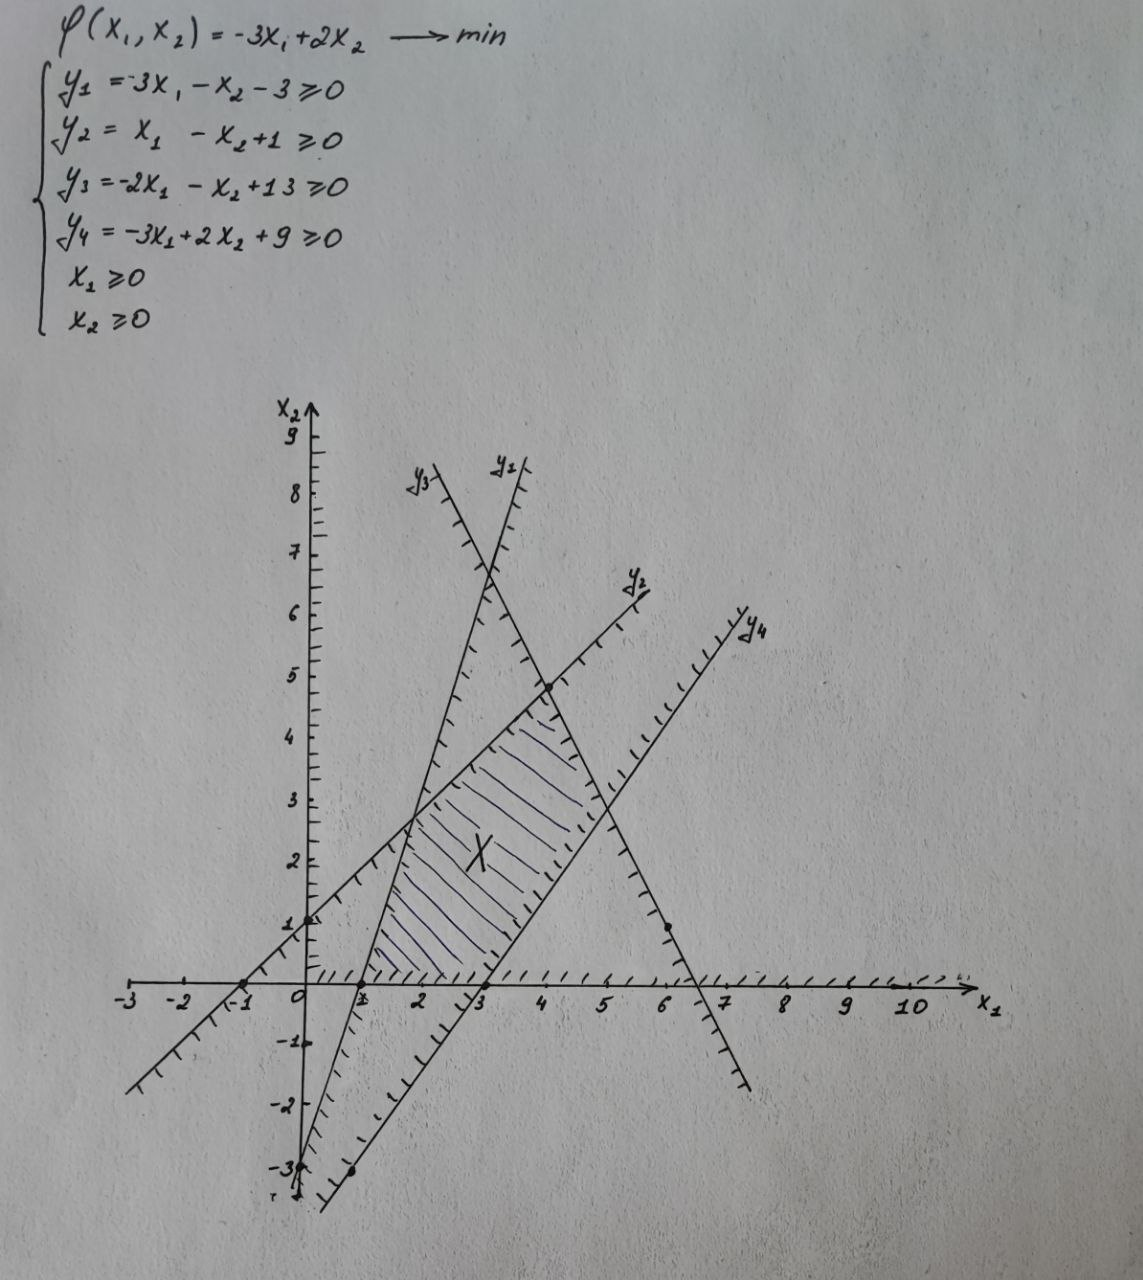 φ(x₁, x₂) = -3x₁ + 2x₂ ⟶ min
y₁ = -3x₁ - x₂ - 3 ⩾ 0
y₂ = x₁ - x₂ + 1 ⩾ 0
y₃ = -2x₁ - x₂ + 13 ⩾ 0
y₄ = -3x₁ + 2x₂ + 9 ⩾ 0
x₁ ⩾ 0
x₂ ⩾ 0
x₂
9
y₃ y₁
8
7
y₂
6
y₄
5
4
3
2
X
1
-3 -2 -1 0 1 2 3 4 5 6 7 8 9 10 x₁
-1
-2
-3